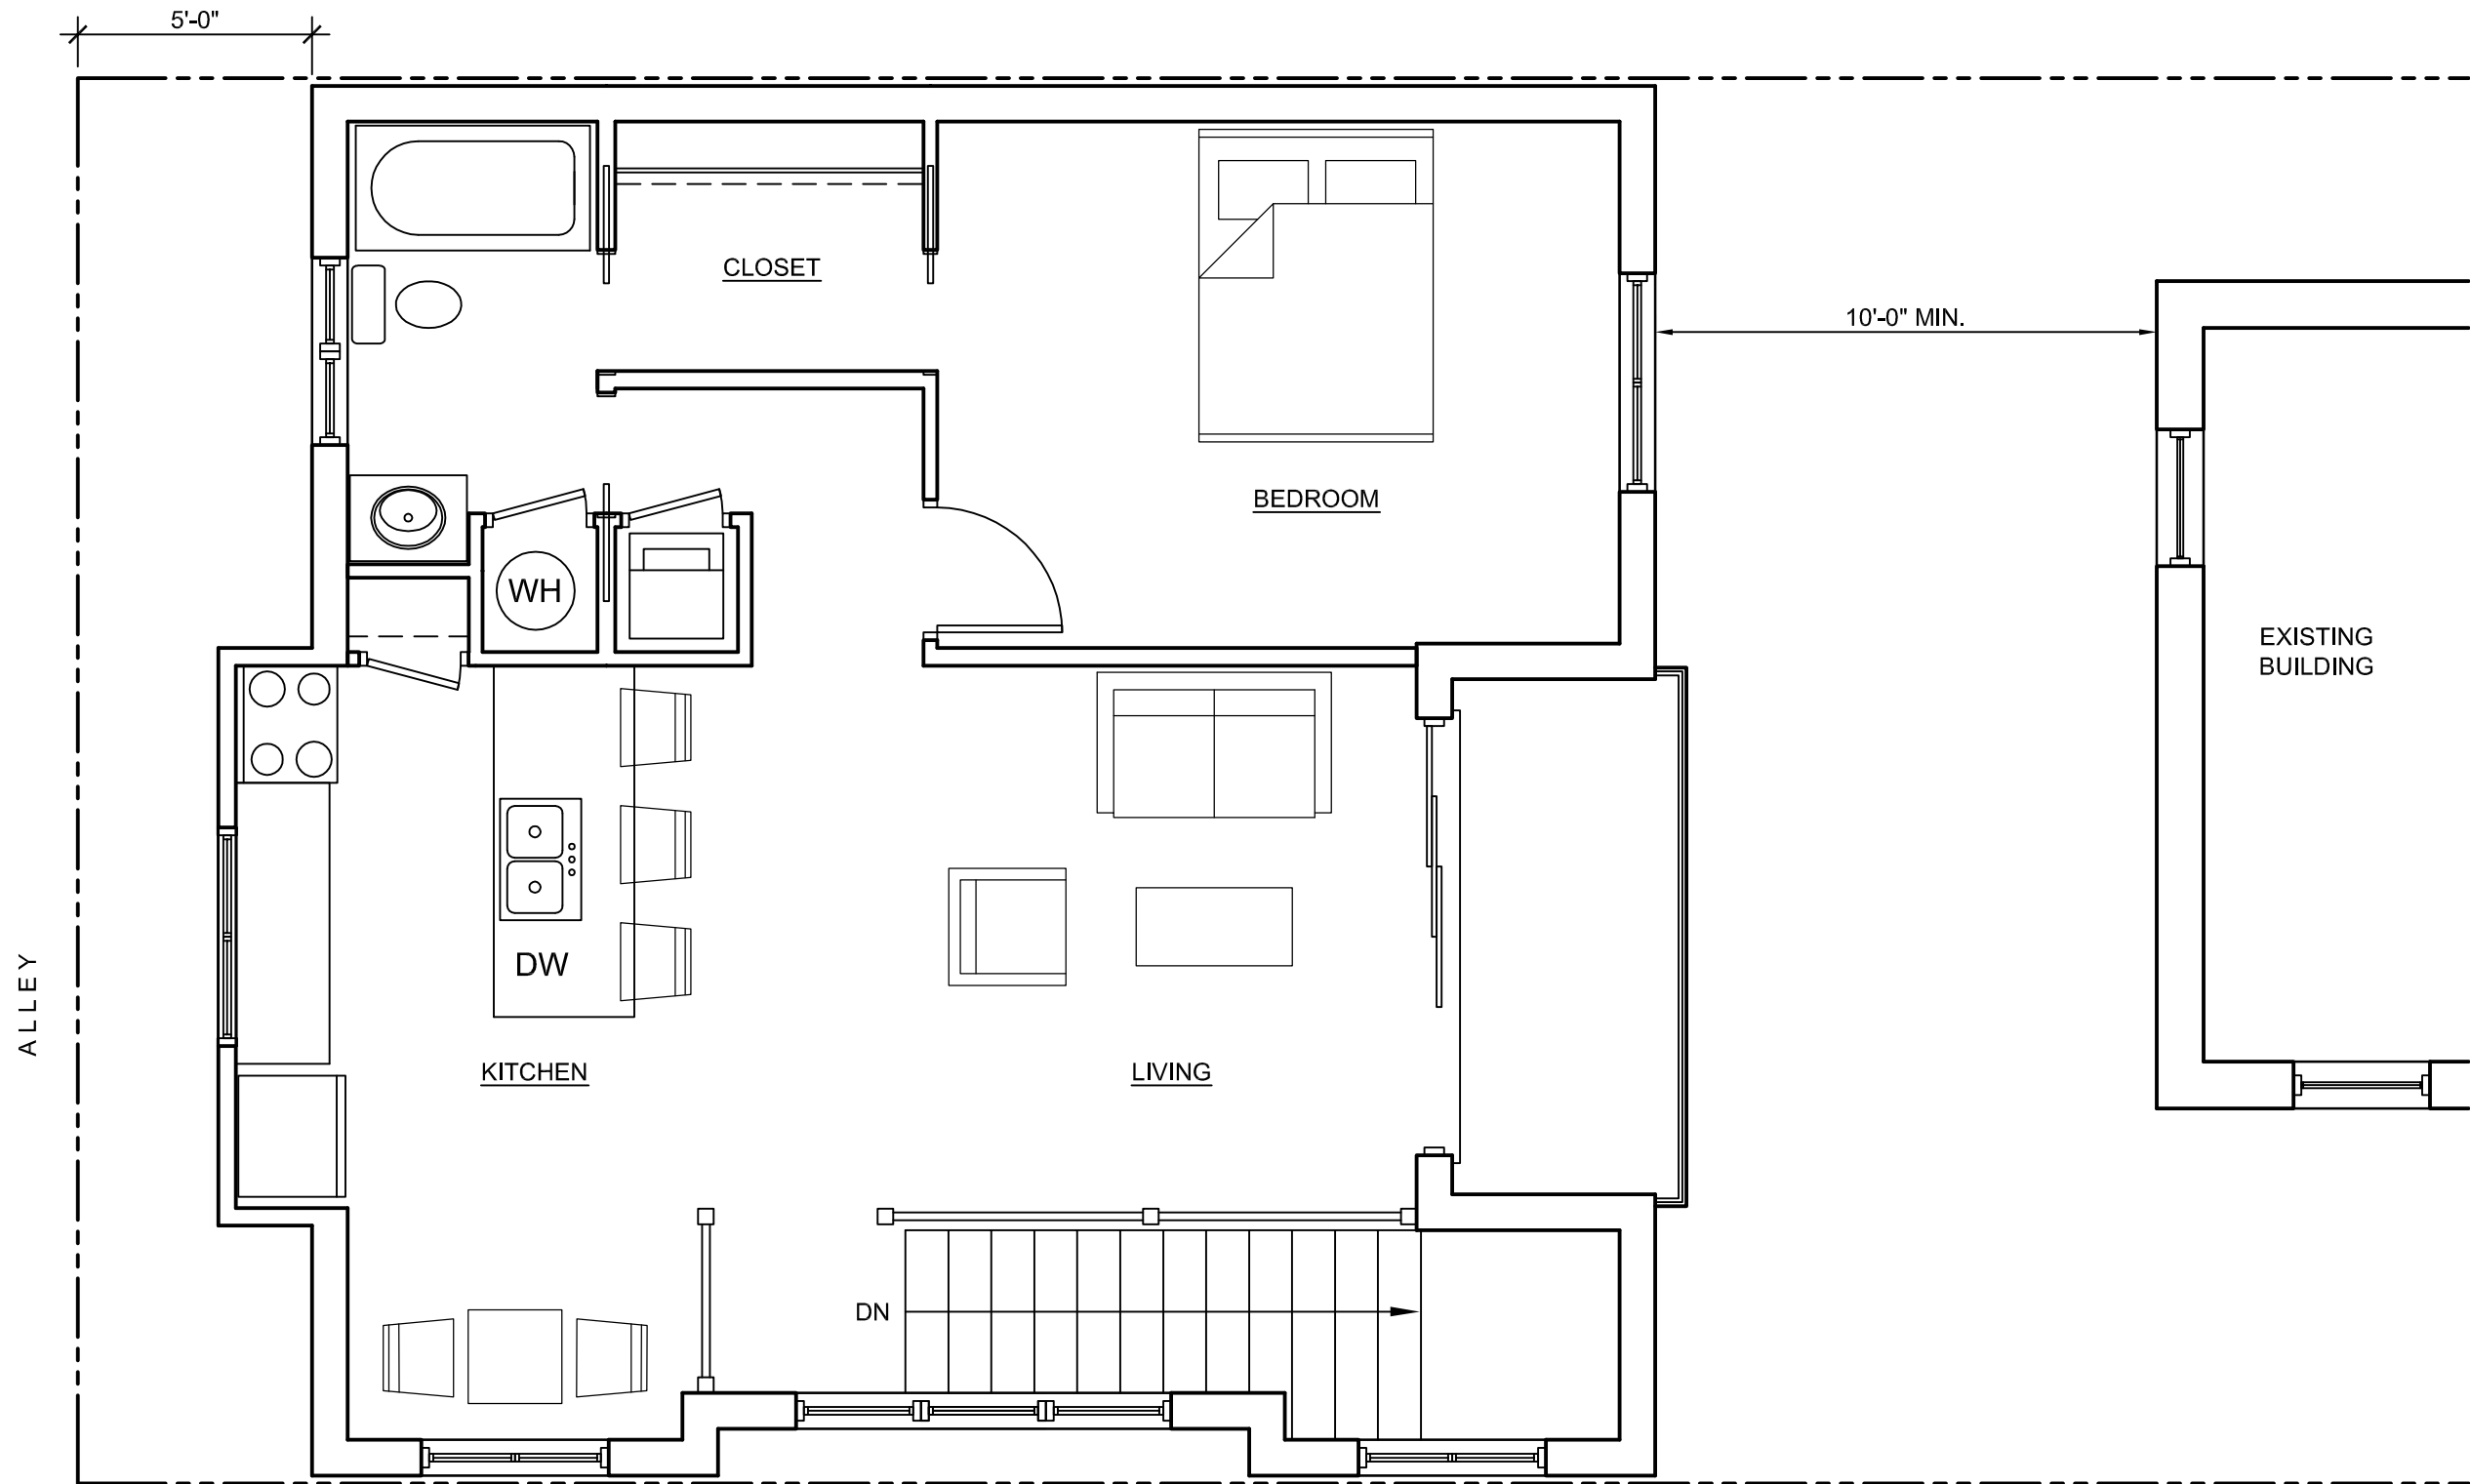 5'-0"
CLOSET
10'-0" MIN.
BEDROOM
WH
EXISTING
BUILDING
DW
ALLEY
KITCHEN
LIVING
DN